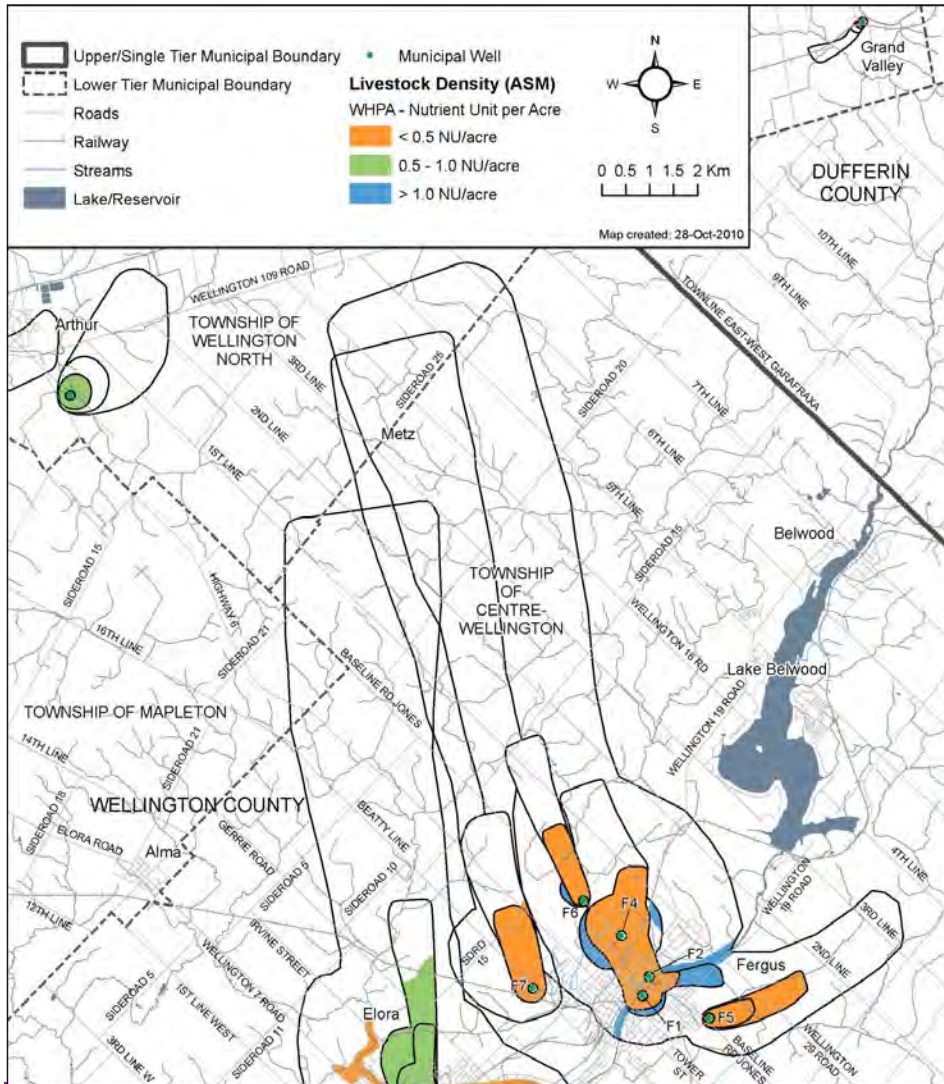 Upper/Single Tier Municipal Boundary
Lower Tier Municipal Boundary
Roads
Railway
Streams
Lake/Reservoir
Municipal Well
Livestock Density (ASM)
WHPA - Nutrient Unit per Acre
< 0.5 NU/acre
0.5 - 1.0 NU/acre
> 1.0 NU/acre
N
W
E
S
0 0.5 1 1.5 2 Km
Map created: 28-Oct-2010
Grand
Valley
DUFFERIN
COUNTY
10TH LINE
9TH LINE
TOWNLINE EAST-WEST GARAFRAXA
WELLINGTON 109 ROAD
Arthur
TOWNSHIP OF
WELLINGTON
NORTH
3RD LINE
SIDEROAD 25
SIDEROAD 20
7TH LINE
2ND LINE
Metz
6TH LINE
1ST LINE
5TH LINE
SIDEROAD 15
Belwood
SIDEROAD 15
HIGHWAY 6
SIDEROAD 21
TOWNSHIP
OF
CENTRE-
WELLINGTON
WELLINGTON 16 RD
16TH LINE
BASELINE RD JONES
Lake Belwood
WELLINGTON 19 ROAD
TOWNSHIP OF MAPLETON
14TH LINE
SIDEROAD 21
WELLINGTON COUNTY
SIDEROAD 18
ELORA ROAD
GERRIE ROAD
BEATTY LINE
Alma
SIDEROAD 5
SIDEROAD 10
4TH LINE
12TH LINE
IRVINE STREET
WELLINGTON 19 ROAD
3RD LINE
F6
F4
SDRD
15
F2
2ND LINE
Fergus
WELLINGTON 7 ROAD
SIDEROAD 5
1ST LINE WEST
F7
Elora
F5
SIDEROAD 11
F1
3RD LINE W
TOWER
ST
BASELINE
RD JONES
WELLINGTON
29 ROAD